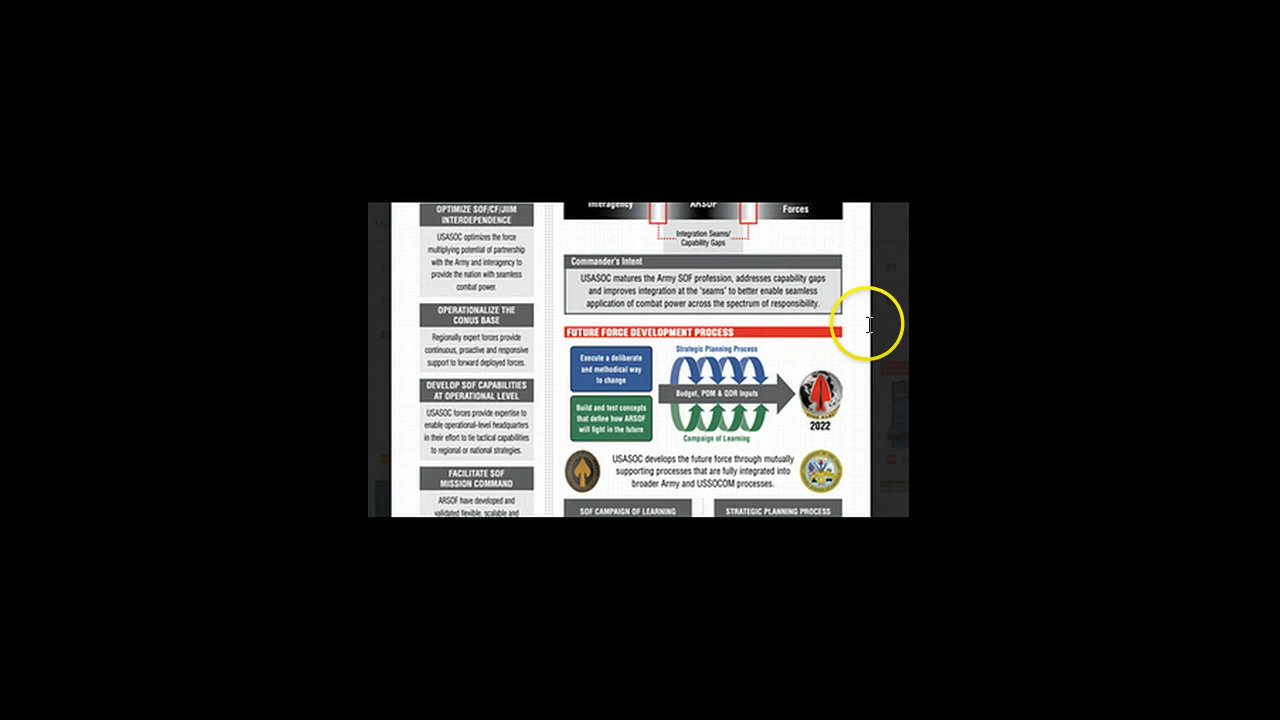 OPTIMIZE SOF/CF/JIIM
INTERDEPENDENCE
USASOC optimizes the force
multiplying potential of partnership
with the Army and interagency to
provide the nation with seamless
combat power.
OPERATIONALIZE THE
CONUS BASE
Regionally expert forces provide
continuous, proactive and responsive
support to forward deployed forces.
DEVELOP SOF CAPABILITIES
AT OPERATIONAL LEVEL
USASOC forces provide expertise to
enable operational-level headquarters
in their effort to tie tactical capabilities
to regional or national strategies.
FACILITATE SOF
MISSION COMMAND
ARSOF have developed and
validated flexible, scalable and
Interagency
ARSOF
Forces
Integration Seams/
Capability Gaps
Commander's Intent
USASOC matures the Army SOF profession, addresses capability gaps
and improves integration at the 'seams' to better enable seamless
application of combat power across the spectrum of responsibility.
FUTURE FORCE DEVELOPMENT PROCESS
Execute a deliberate
and methodical way
to change
Build and test concepts
that define how ARSOF
will fight in the future
Strategic Planning Process
Budget, POM & QDR Inputs
Campaign of Learning
2022
USASOC develops the future force through mutually
supporting processes that are fully integrated into
broader Army and USSOCOM processes.
SOF CAMPAIGN OF LEARNING
STRATEGIC PLANNING PROCESS